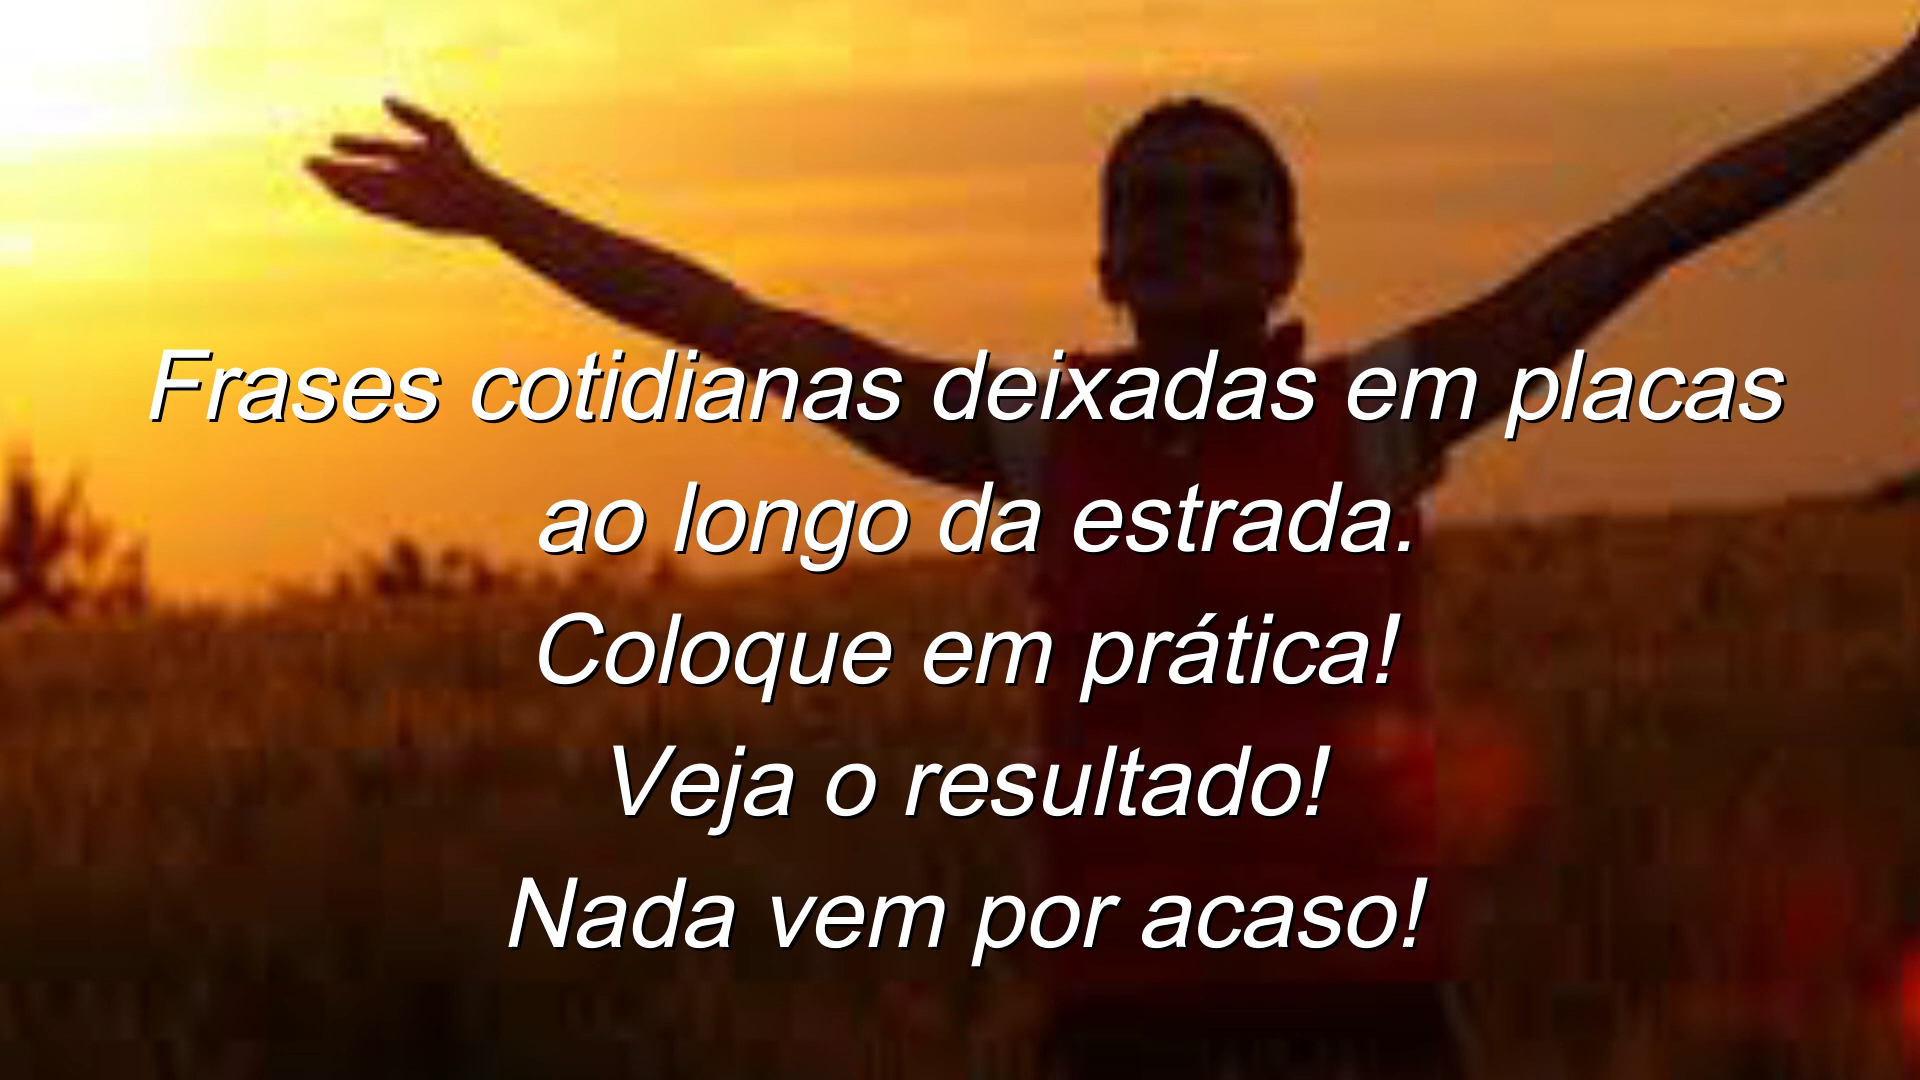 Frases cotidianas deixadas em placas
ao longo da estrada.
Coloque em prática!
Veja o resultado!
Nada vem por acaso!